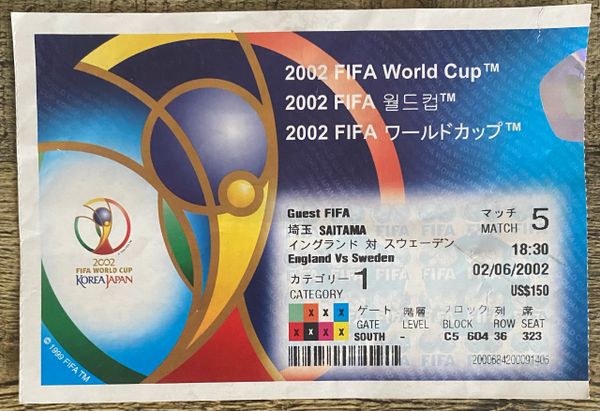 2002 FIFA World Cup™
2002 FIFA 월드컵™
2002 FIFA ワールドカップ™
Guest FIFA
埼玉 SAITAMA
イングランド 対 スウェーデン
England Vs Sweden
カテゴリー 1
CATEGORY
マッチ 5
MATCH
18:30
02/06/2002
US$150
ゲート 階層 ブロック 列 席
GATE LEVEL BLOCK ROW SEAT
SOUTH - C5 604 36 323
2000684200091406
2002
FIFA WORLD CUP
KOREA JAPAN
© 1999 FIFA TM